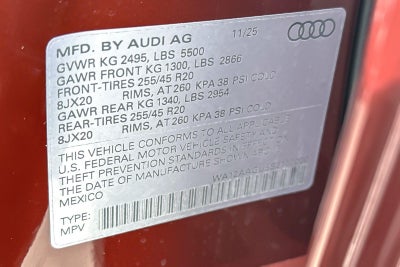 MFD. BY AUDI AG 11/25
GVWR KG 2495, LBS 5500
GAWR FRONT KG 1300, LBS 2866
FRONT-TIRES 255/45 R20
8JX20 RIMS, AT 260 KPA 38 PSI COLD
GAWR REAR KG 1340, LBS 2954
REAR-TIRES 255/45 R20
8JX20 RIMS, AT 260 KPA 38 PSI COLD
THIS VEHICLE CONFORMS TO ALL APPLICABLE
U.S. FEDERAL MOTOR VEHICLE SAFETY AND
THEFT PREVENTION STANDARDS IN EFFECT ON
THE DATE OF MANUFACTURE SHOWN ABOVE
MEXICO
TYPE:
MPV